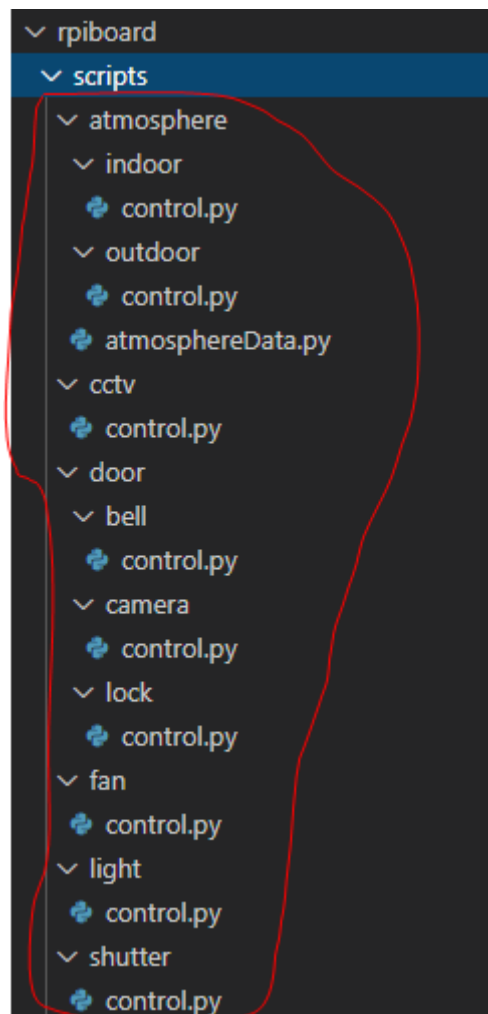 rpiboard
scripts
atmosphere
indoor
control.py
outdoor
control.py
atmosphereData.py
cctv
control.py
door
bell
control.py
camera
control.py
lock
control.py
fan
control.py
light
control.py
shutter
control.py